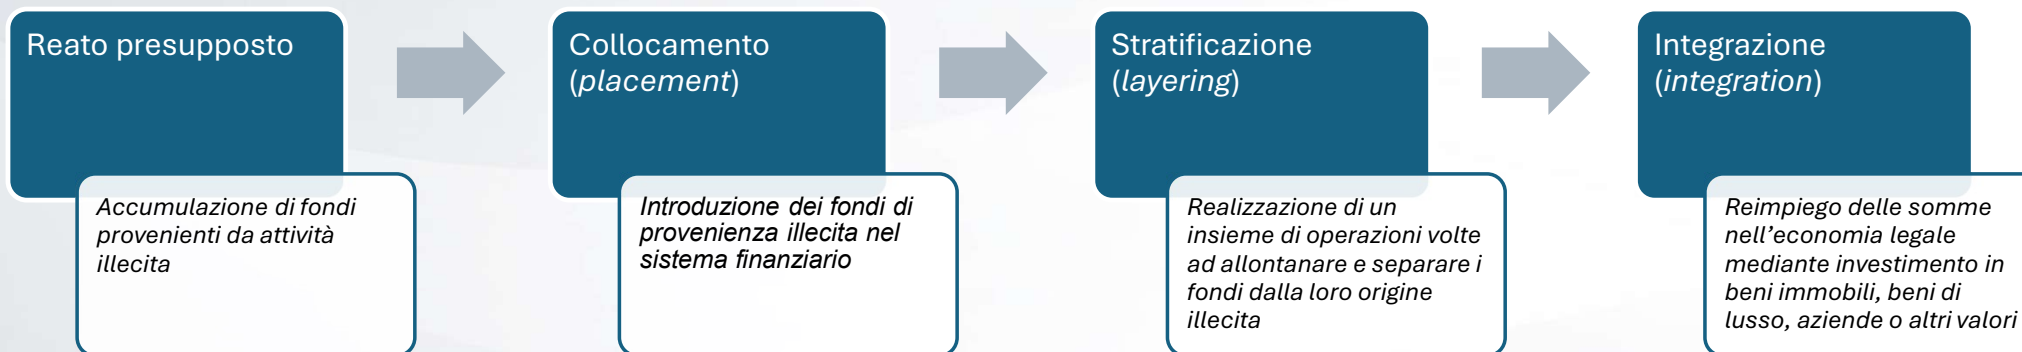 Reato presupposto
Accumulazione di fondi
provenienti da attività
illecita
Collocamento
(placement)
Introduzione dei fondi di
provenienza illecita nel
sistema finanziario
Stratificazione
(layering)
Realizzazione di un
insieme di operazioni volte
ad allontanare e separare i
fondi dalla loro origine
illecita
Integrazione
(integration)
Reimpiego delle somme
nell’economia legale
mediante investimento in
beni immobili, beni di
lusso, aziende o altri valori